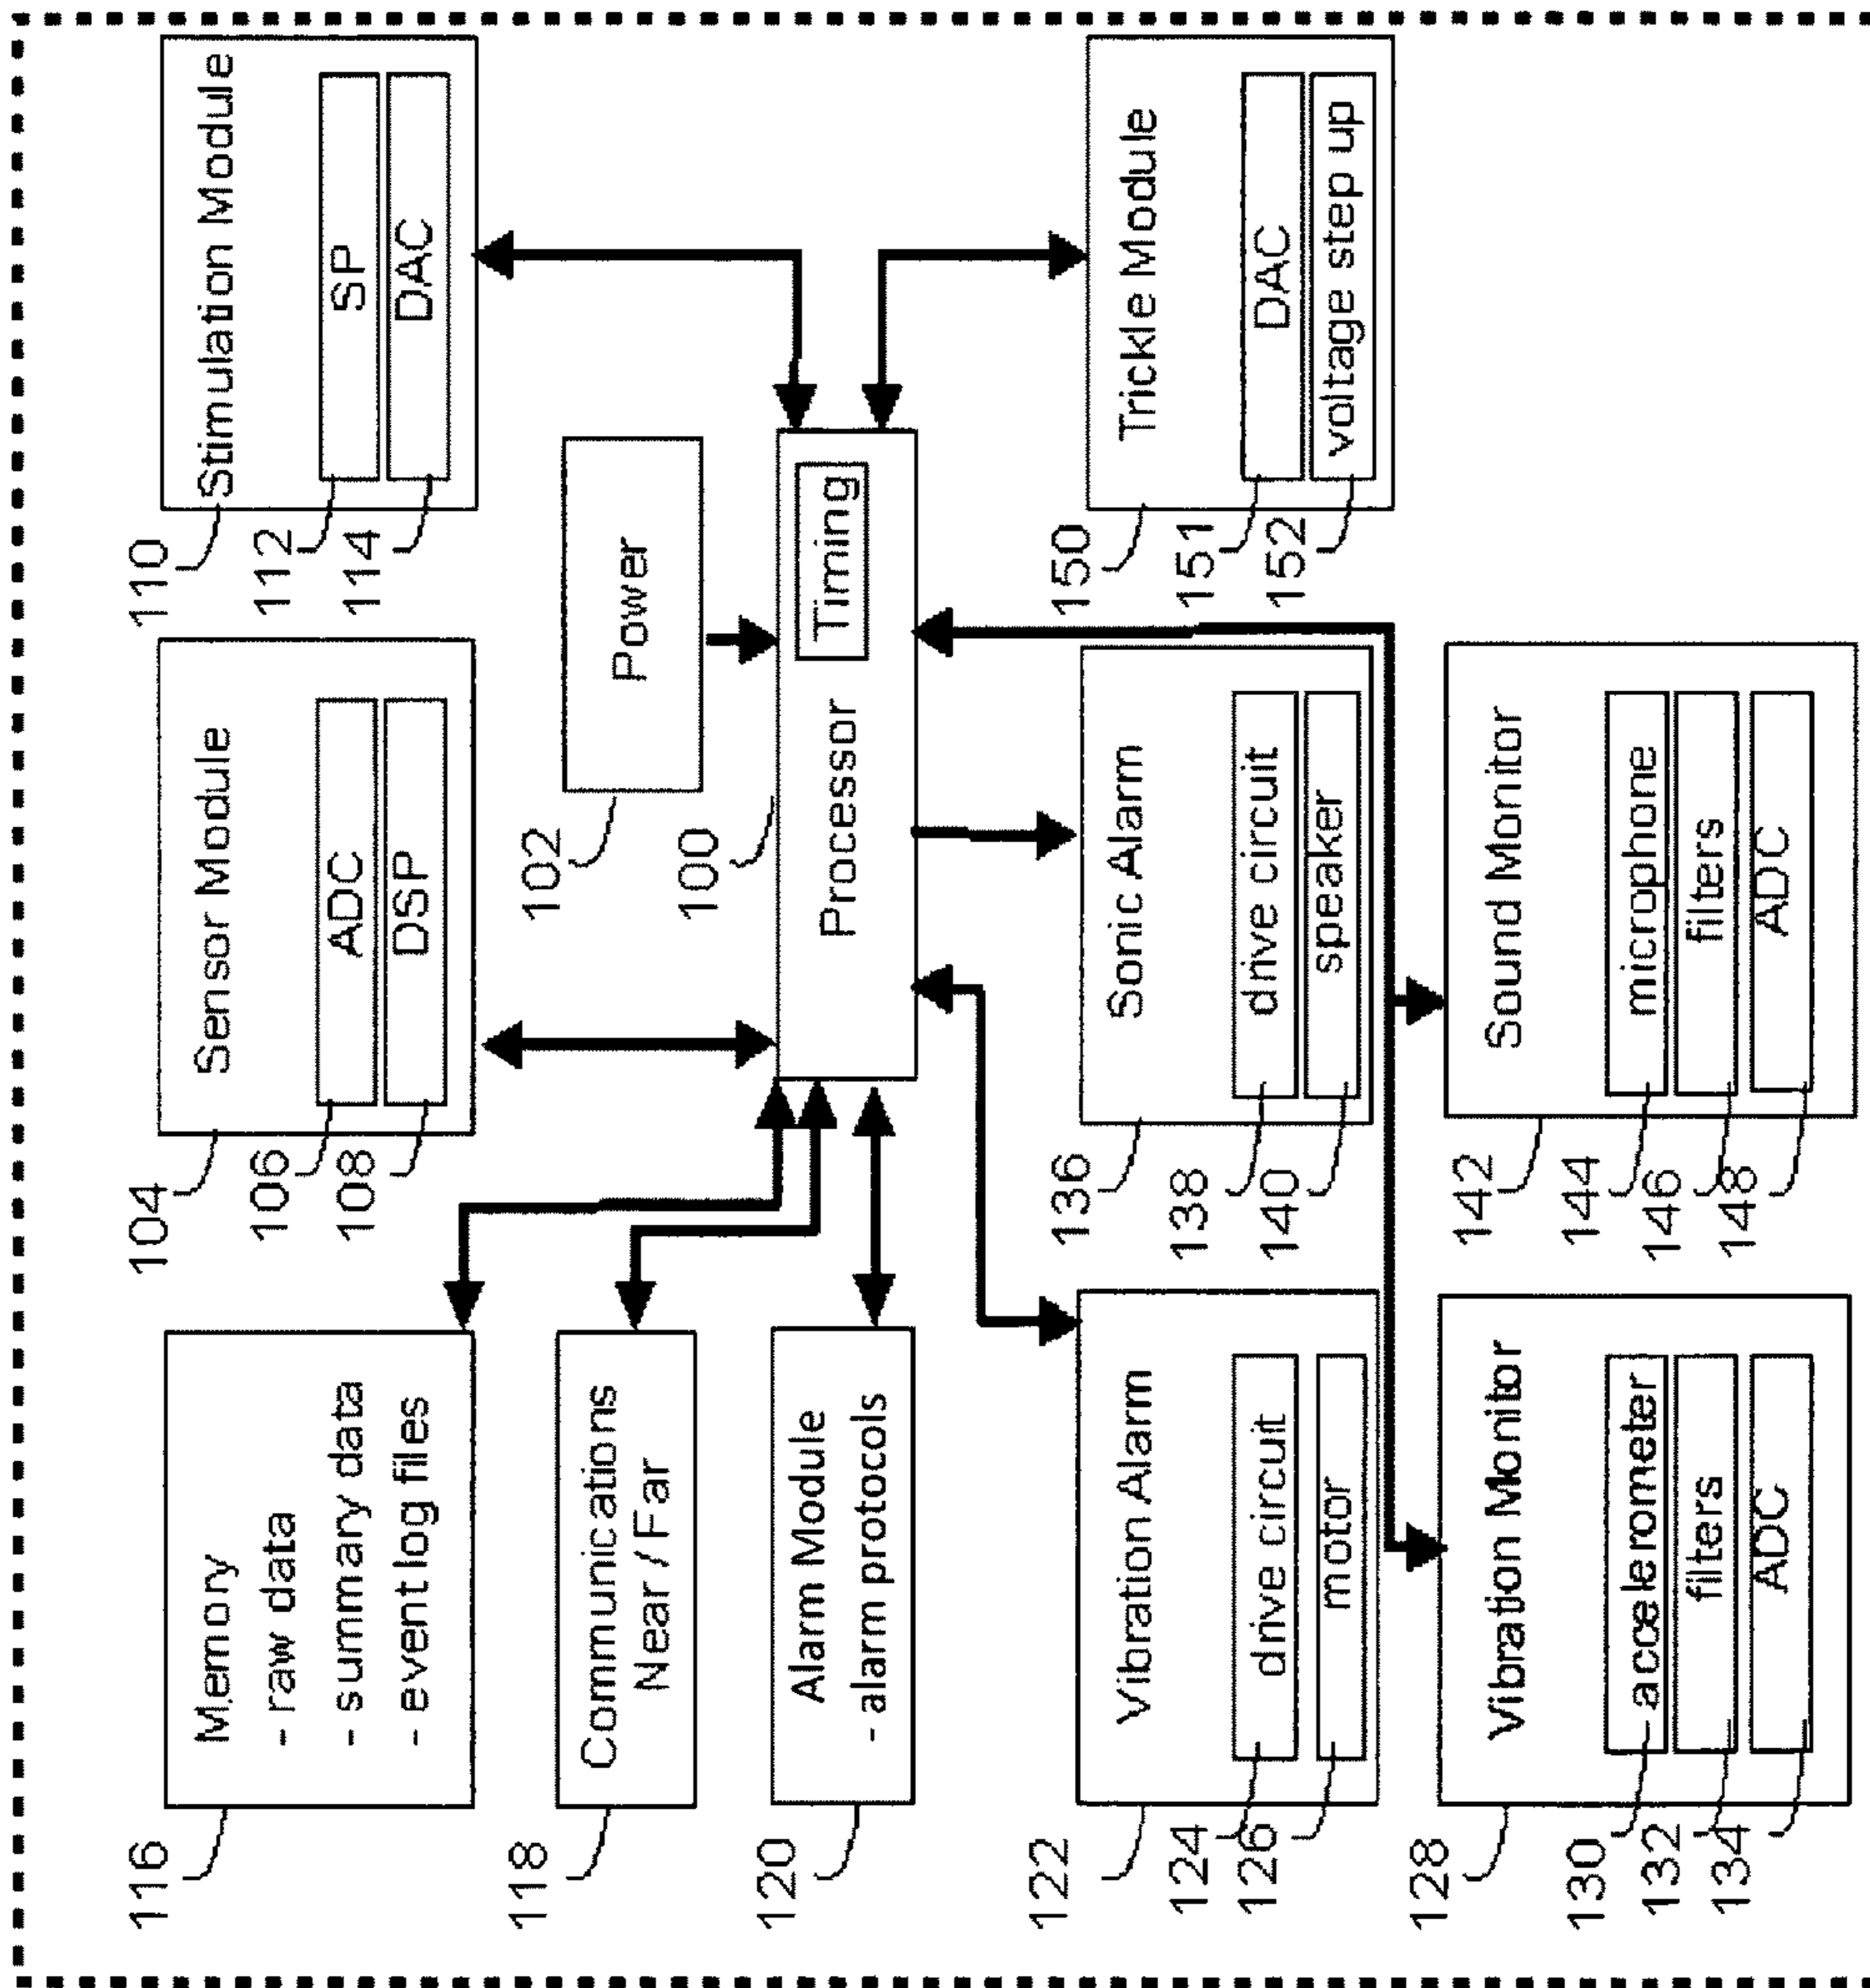 116
Memory
- raw data
- summary data
- event log files
104
Sensor Module
106
ADC
108
DSP
110
Stimulation Module
112
SP
114
DAC
118
Communications
Near / Far
102
Power
120
Alarm Module
- alarm protocols
100
Processor
Timing
122
Vibration Alarm
124
drive circuit
126
motor
136
Sonic Alarm
138
drive circuit
140
speaker
150
Trickle Module
151
DAC
152
voltage step up
128
Vibration Monitor
130
accelerometer
132
filters
134
ADC
142
Sound Monitor
144
microphone
146
filters
148
ADC